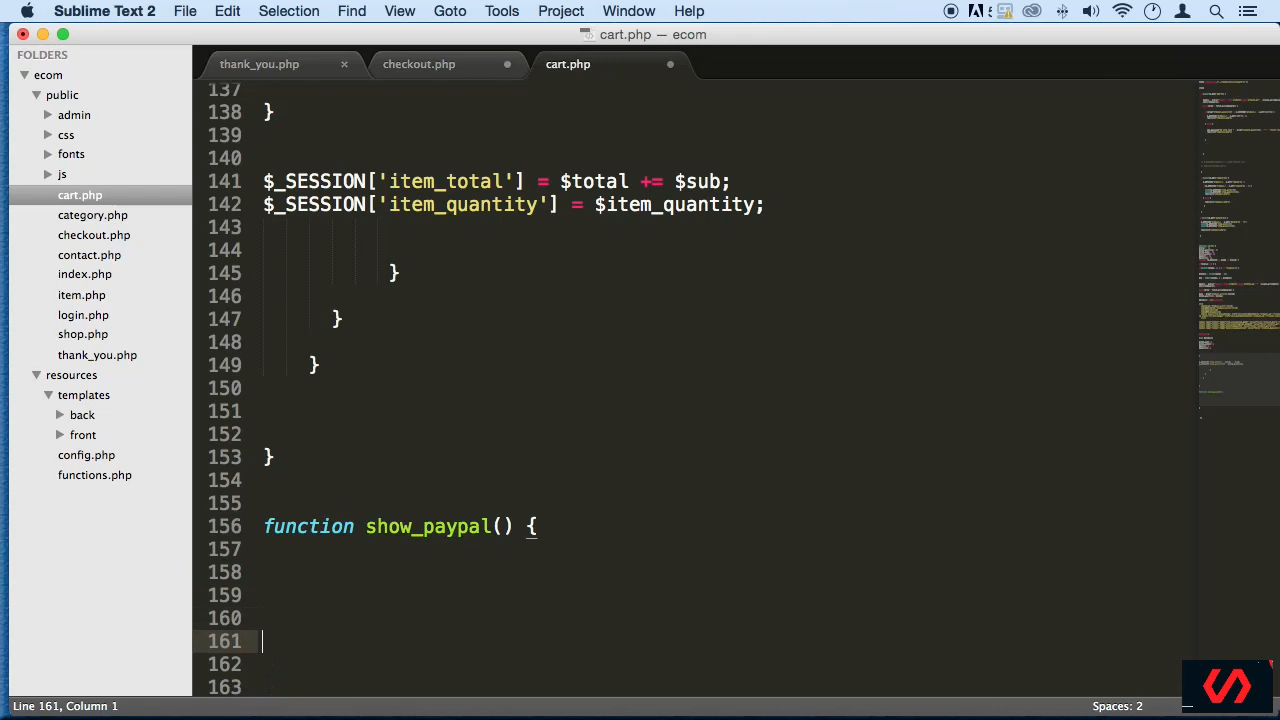 Sublime Text 2 File Edit Selection Find View Goto Tools Project Window Help
cart.php — ecom
FOLDERS
ecom
public
admin
css
fonts
js
cart.php
category.php
checkout.php
contact.php
index.php
item.php
login.php
shop.php
thank_you.php
resources
templates
back
front
config.php
functions.php
thank_you.php × checkout.php cart.php
137
138 }
139
140
141 $_SESSION['item_total'] = $total += $sub;
142 $_SESSION['item_quantity'] = $item_quantity;
143
144
145 }
146
147 }
148
149 }
150
151
152
153 }
154
155
156 function show_paypal() {
157
158
159
160
161
162
163
Line 161, Column 1 Spaces: 2